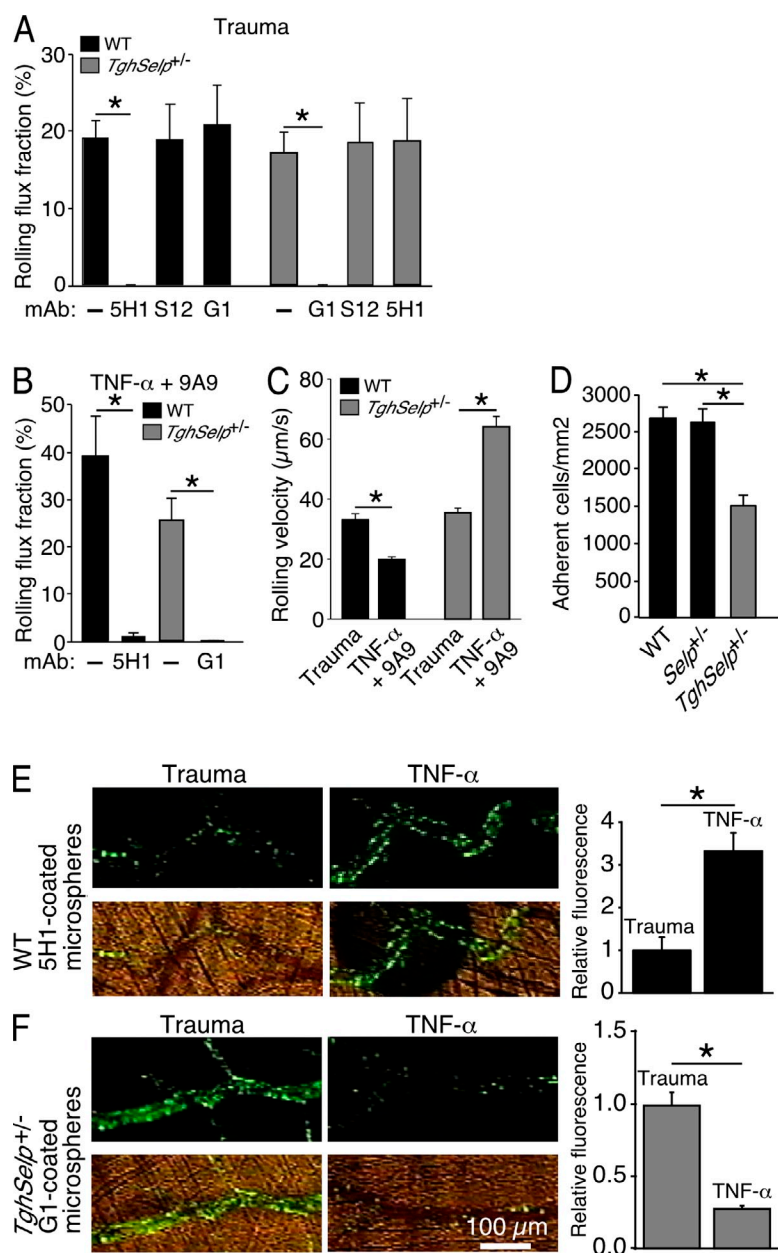 A
Trauma
WT
TghSelp+/-
Rolling flux fraction (%)
30
20
10
0
*
*
mAb: – 5H1 S12 G1 – G1 S12 5H1
B
TNF-α + 9A9
WT
TghSelp+/-
Rolling flux fraction (%)
50
40
30
20
10
0
*
*
mAb: – 5H1 – G1
C
WT
TghSelp+/-
Rolling velocity (µm/s)
80
60
40
20
0
*
*
Trauma
TNF-α
+ 9A9
Trauma
TNF-α
+ 9A9
D
Adherent cells/mm2
3000
2500
2000
1500
1000
500
0
*
*
WT
Selp+/-
TghSelp+/-
E
Trauma
TNF-α
WT
5H1-coated
microspheres
Relative fluorescence
4
3
2
1
0
*
Trauma
TNF-α
F
Trauma
TNF-α
TghSelp+/-
G1-coated
microspheres
100 µm
Relative fluorescence
1.5
1.0
0.5
0.0
*
Trauma
TNF-α